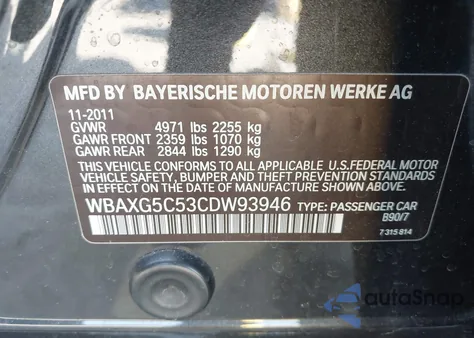 MFD BY BAYERISCHE MOTOREN WERKE AG
11-2011
GVWR 4971 lbs 2255 kg
GAWR FRONT 2359 lbs 1070 kg
GAWR REAR 2844 lbs 1290 kg
THIS VEHICLE CONFORMS TO ALL APPLICABLE U.S.FEDERAL MOTOR
VEHICLE SAFETY, BUMPER, AND THEFT PREVENTION STANDARDS
IN EFFECT ON THE DATE OF MANUFACTURE SHOWN ABOVE.
WBAXG5C53CDW93946 TYPE: PASSENGER CAR
B90/7
7 315 814
autoSnap